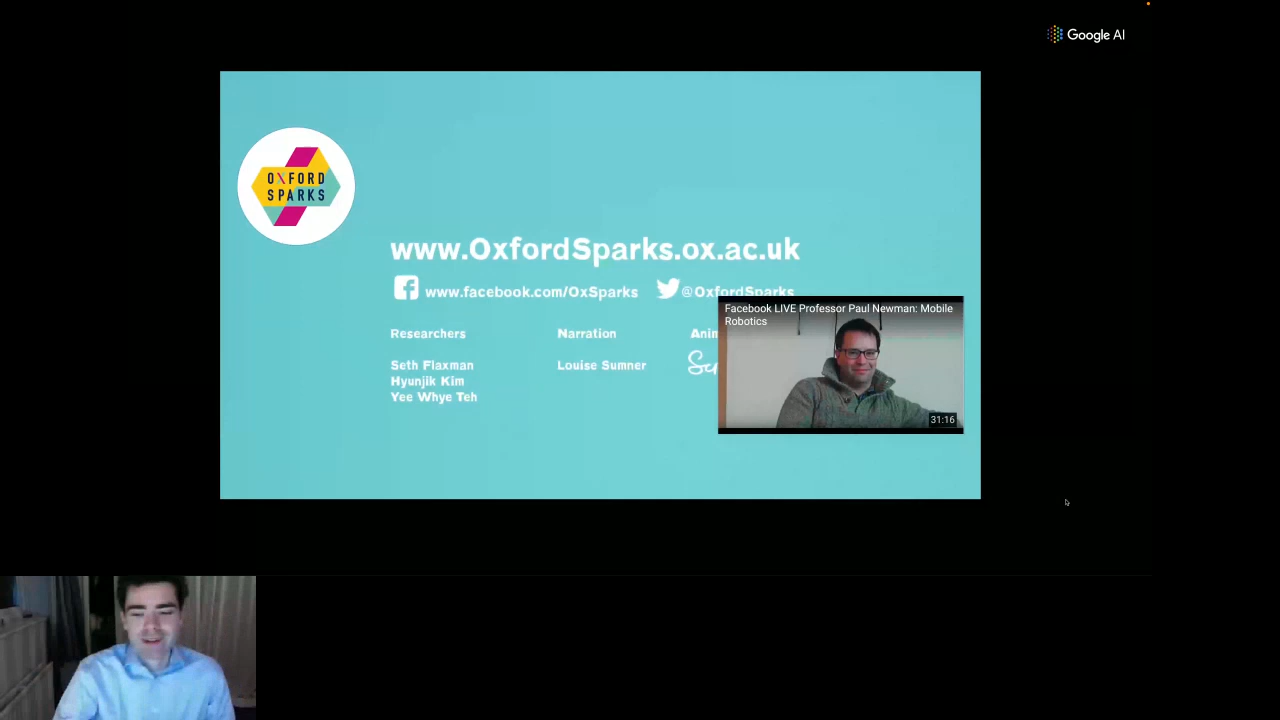 Google AI
OXFORD
SPARKS
www.OxfordSparks.ox.ac.uk
www.facebook.com/OxSparks @OxfordSparks
Facebook LIVE Professor Paul Newman: Mobile
Robotics
Researchers Narration
Seth Flaxman Louise Sumner
Hyunjik Kim
Yee Whye Teh
31:16